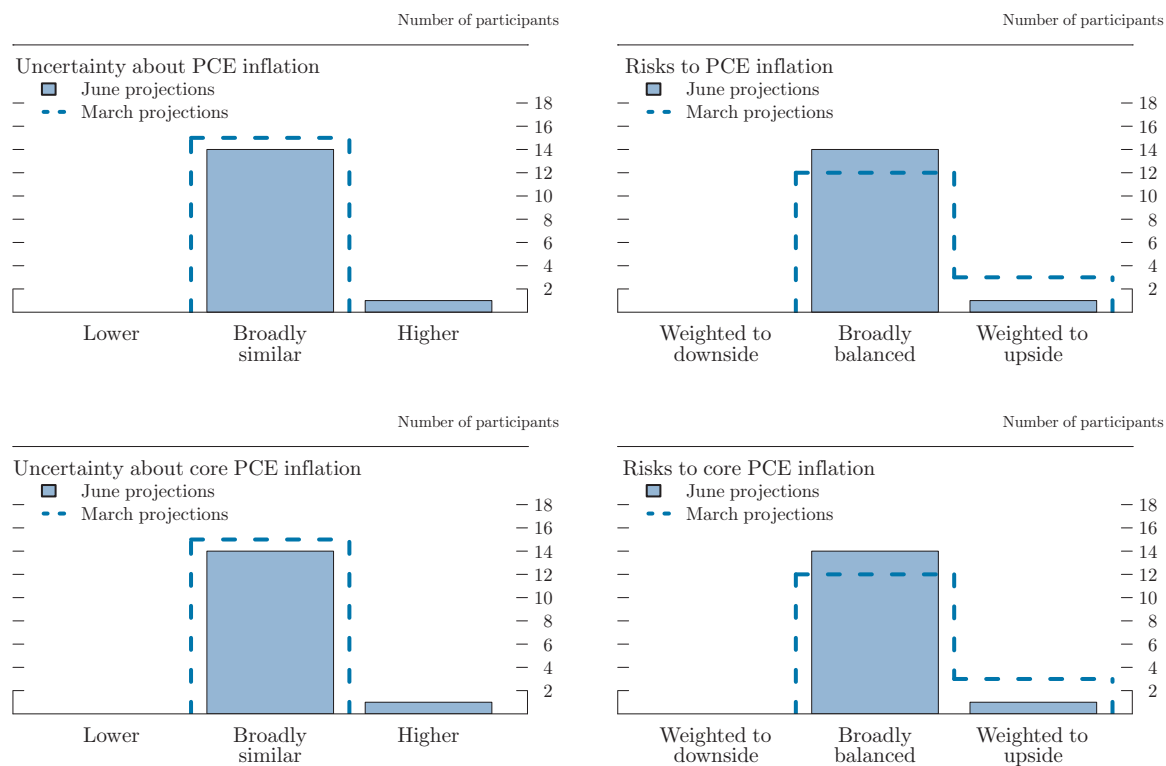 Number of participants
Uncertainty about PCE inflation
June projections
March projections
18
16
14
12
10
8
6
4
2
Lower
Broadly
similar
Higher
Number of participants
Risks to PCE inflation
June projections
March projections
18
16
14
12
10
8
6
4
2
Weighted to
downside
Broadly
balanced
Weighted to
upside
Number of participants
Uncertainty about core PCE inflation
June projections
March projections
18
16
14
12
10
8
6
4
2
Lower
Broadly
similar
Higher
Number of participants
Risks to core PCE inflation
June projections
March projections
18
16
14
12
10
8
6
4
2
Weighted to
downside
Broadly
balanced
Weighted to
upside